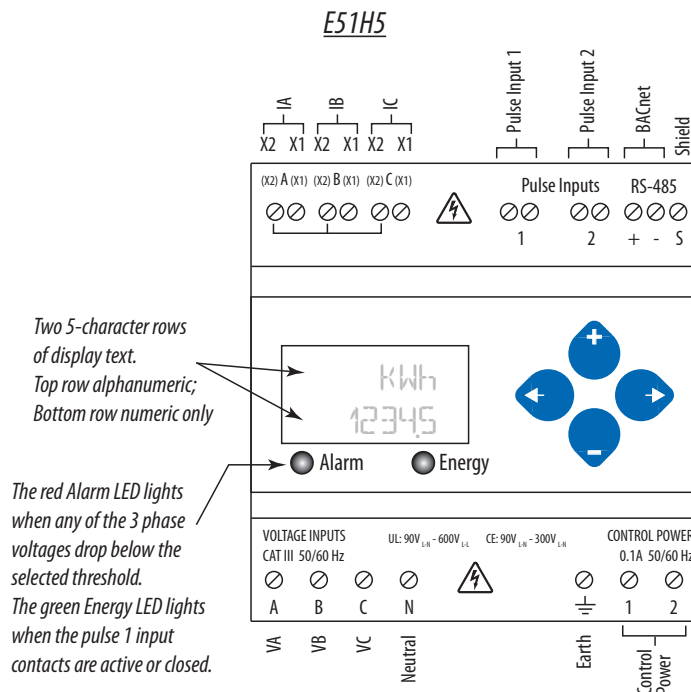 E51H5
IA IB IC Pulse Input 1 Pulse Input 2 BACnet Shield
X2 X1 X2 X1 X2 X1
(X2) A (X1) (X2) B (X1) (X2) C (X1) Pulse Inputs RS-485
1 2 + - S
Two 5-character rows
of display text.
Top row alphanumeric;
Bottom row numeric only
KWh
1234.5
+
-
Alarm Energy
The red Alarm LED lights
when any of the 3 phase
voltages drop below the
selected threshold.
The green Energy LED lights
when the pulse 1 input
contacts are active or closed.
VOLTAGE INPUTS UL: 90V L-N - 600V L-L CE: 90V L-N - 300V L-N CONTROL POWER
CAT III 50/60 Hz 0.1A 50/60 Hz
A B C N 1 2
VA VB VC Neutral Earth Control
Power